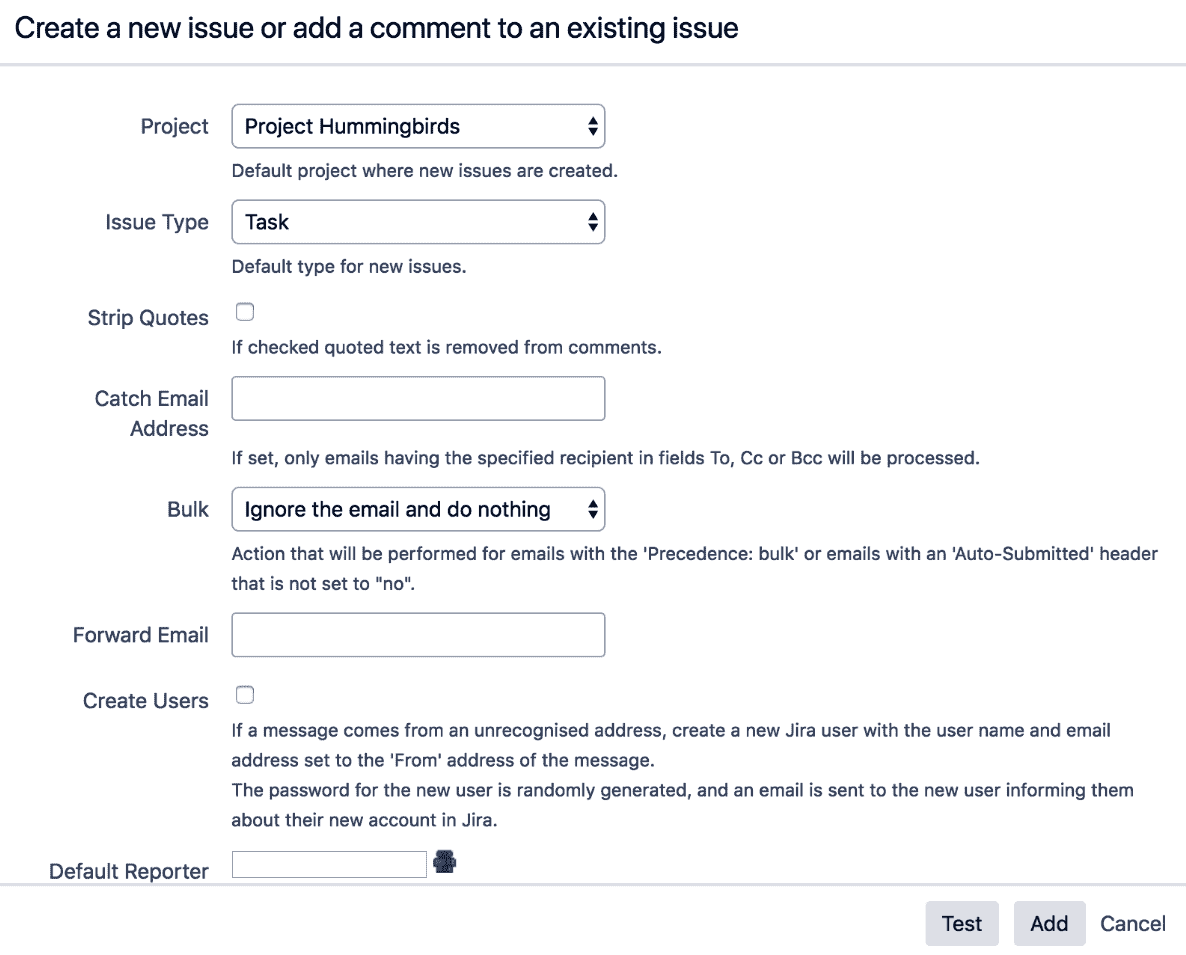 Create a new issue or add a comment to an existing issue
Project
Project Hummingbirds
Default project where new issues are created.
Issue Type
Task
Default type for new issues.
Strip Quotes
If checked quoted text is removed from comments.
Catch Email
Address
If set, only emails having the specified recipient in fields To, Cc or Bcc will be processed.
Bulk
Ignore the email and do nothing
Action that will be performed for emails with the 'Precedence: bulk' or emails with an 'Auto-Submitted' header
that is not set to "no".
Forward Email
Create Users
If a message comes from an unrecognised address, create a new Jira user with the user name and email
address set to the 'From' address of the message.
The password for the new user is randomly generated, and an email is sent to the new user informing them
about their new account in Jira.
Default Reporter
Test
Add
Cancel